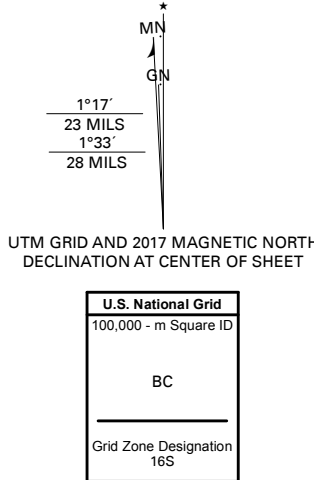 ★
MN
GN
1°17´
23 MILS
1°33´
28 MILS
UTM GRID AND 2017 MAGNETIC NORTH
DECLINATION AT CENTER OF SHEET
U.S. National Grid
100,000 - m Square ID
BC
Grid Zone Designation
16S